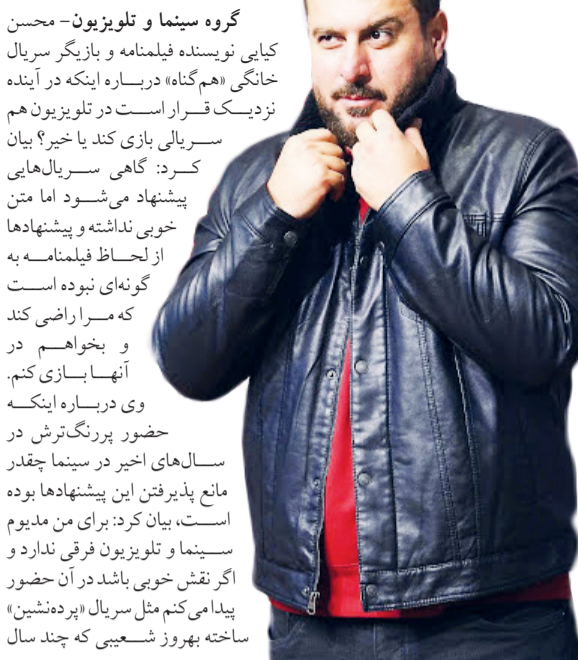 گروه سینما و تلویزیون- محسن
کیایی نویسنده فیلمنامه و بازیگر سریال
خانگی «هم‌گناه» درباره اینکه در آینده
نزدیک قرار است در تلویزیون هم
سریالی بازی کند یا خیر؟ بیان
کرد: گاهی سریال‌هایی
پیشنهاد می‌شود اما متن
خوبی نداشته و پیشنهادها
از لحاظ فیلمنامه به
گونه‌ای نبوده است
که مرا راضی کند
و بخواهم در
آنها بازی کنم.
وی درباره اینکه
حضور پررنگ‌ترش در
سال‌های اخیر در سینما چقدر
مانع پذیرفتن این پیشنهادها بوده
است، بیان کرد: برای من مدیوم
سینما و تلویزیون فرقی ندارد و
اگر نقش خوبی باشد در آن حضور
پیدا می‌کنم مثل سریال «پرده‌نشین»
ساخته بهروز شعیبی که چند سال